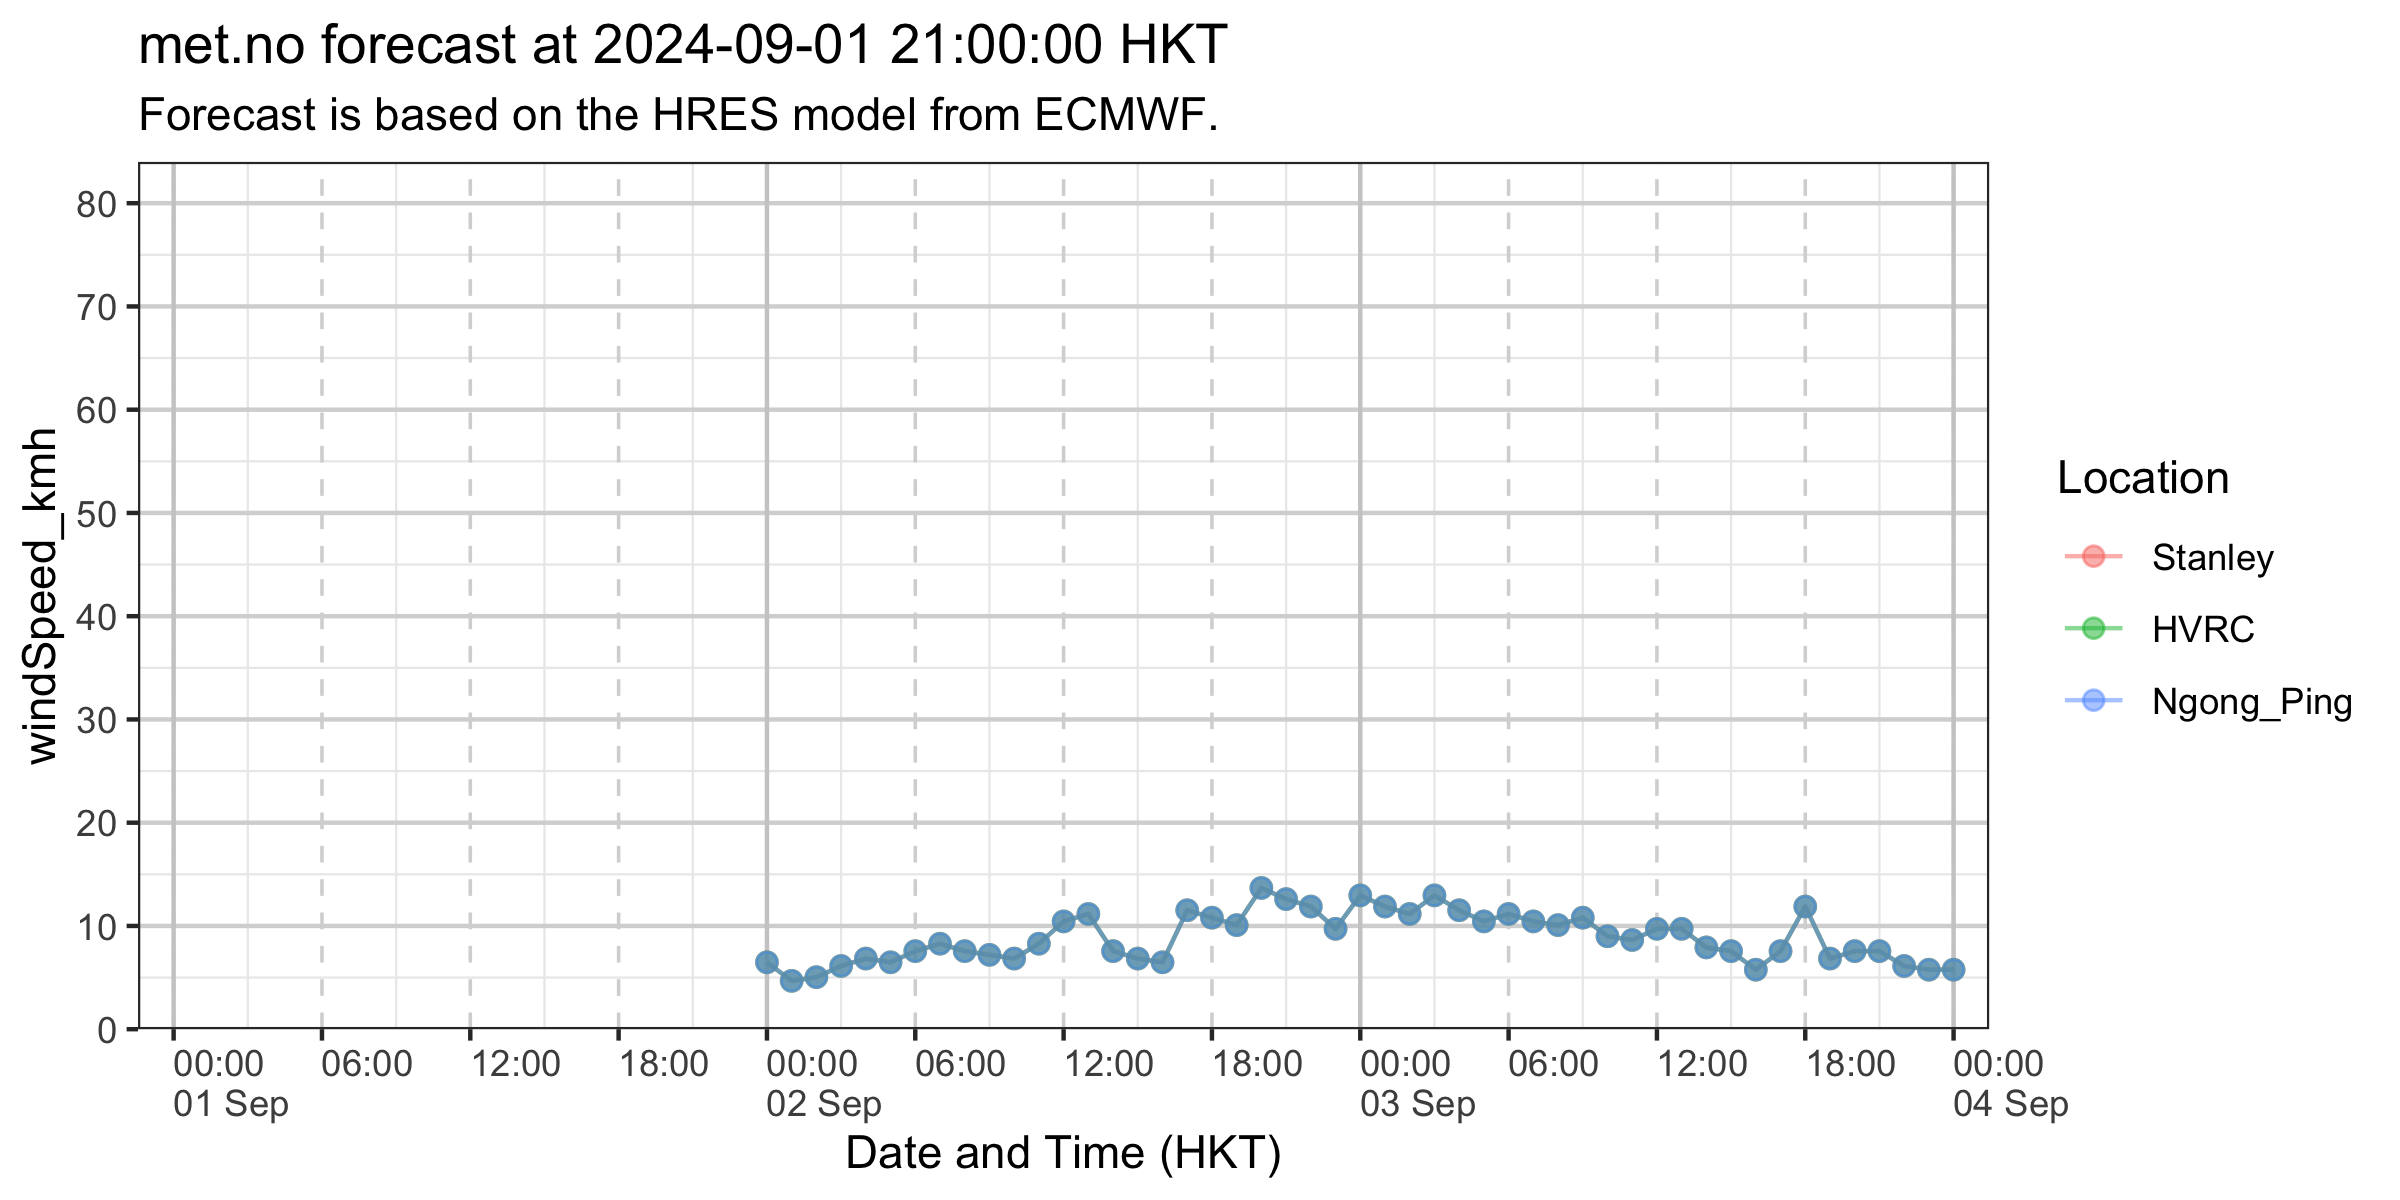 met.no forecast at 2024-09-01 21:00:00 HKT
Forecast is based on the HRES model from ECMWF.
windSpeed_kmh
80
70
60
50
40
30
20
10
0
00:00 06:00 12:00 18:00 00:00 06:00 12:00 18:00 00:00 06:00 12:00 18:00 00:00
01 Sep 02 Sep 03 Sep 04 Sep
Date and Time (HKT)
Location
Stanley
HVRC
Ngong_Ping